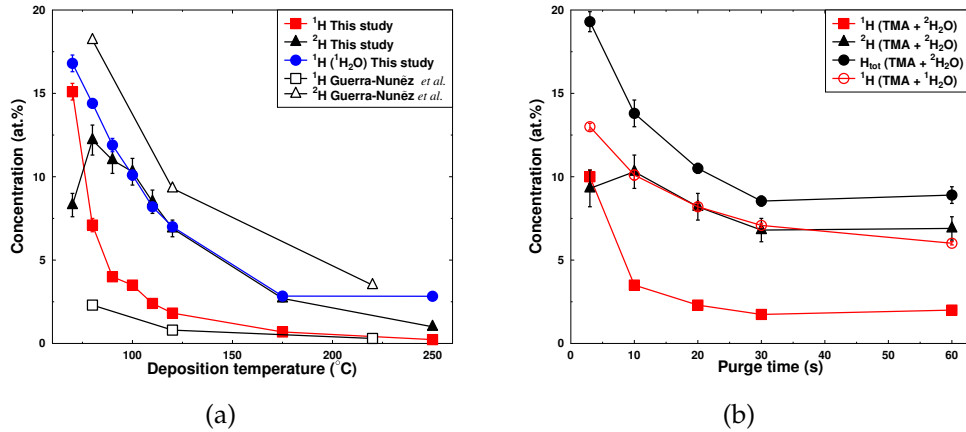 ¹H This study
²H This study
¹H (¹H₂O) This study
¹H Guerra-Nunẽz et al.
²H Guerra-Nunẽz et al.
Concentration (at.%)
20
15
10
5
0
100 150 200 250
Deposition temperature (°C)
(a)
¹H (TMA + ²H₂O)
²H (TMA + ²H₂O)
Hₜₒₜ (TMA + ²H₂O)
¹H (TMA + ¹H₂O)
Concentration (at.%)
20
15
10
5
0
0 10 20 30 40 50 60
Purge time (s)
(b)